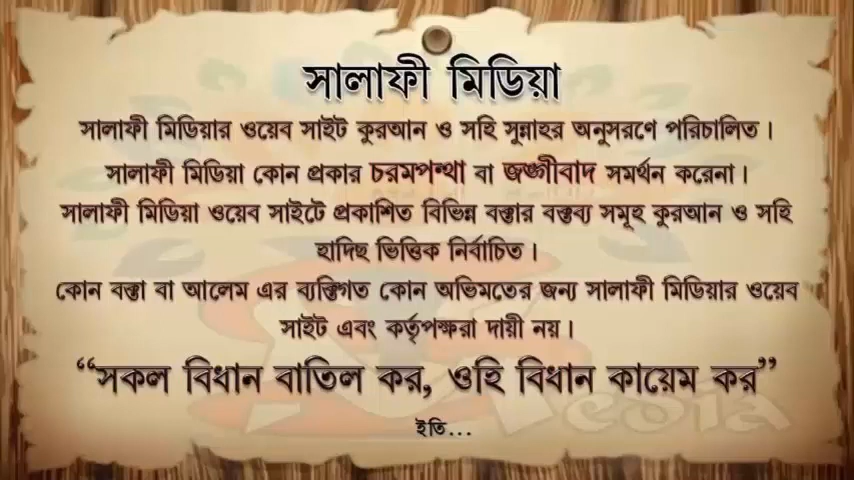 সালাফী মিডিয়া
সালাফী মিডিয়ার ওয়েব সাইট কুরআন ও সহি সুন্নাহর অনুসরণে পরিচালিত।
সালাফী মিডিয়া কোন প্রকার চরমপন্থা বা জঙ্গীবাদ সমর্থন করেনা।
সালাফী মিডিয়া ওয়েব সাইটে প্রকাশিত বিভিন্ন বক্তার বক্তব্য সমূহ কুরআন ও সহি
হাদিছ ভিত্তিক নির্বাচিত।
কোন বক্তা বা আলেম এর ব্যক্তিগত কোন অভিমতের জন্য সালাফী মিডিয়ার ওয়েব
সাইট এবং কর্তৃপক্ষরা দায়ী নয়।
“সকল বিধান বাতিল কর, ওহি বিধান কায়েম কর”
ইতি...